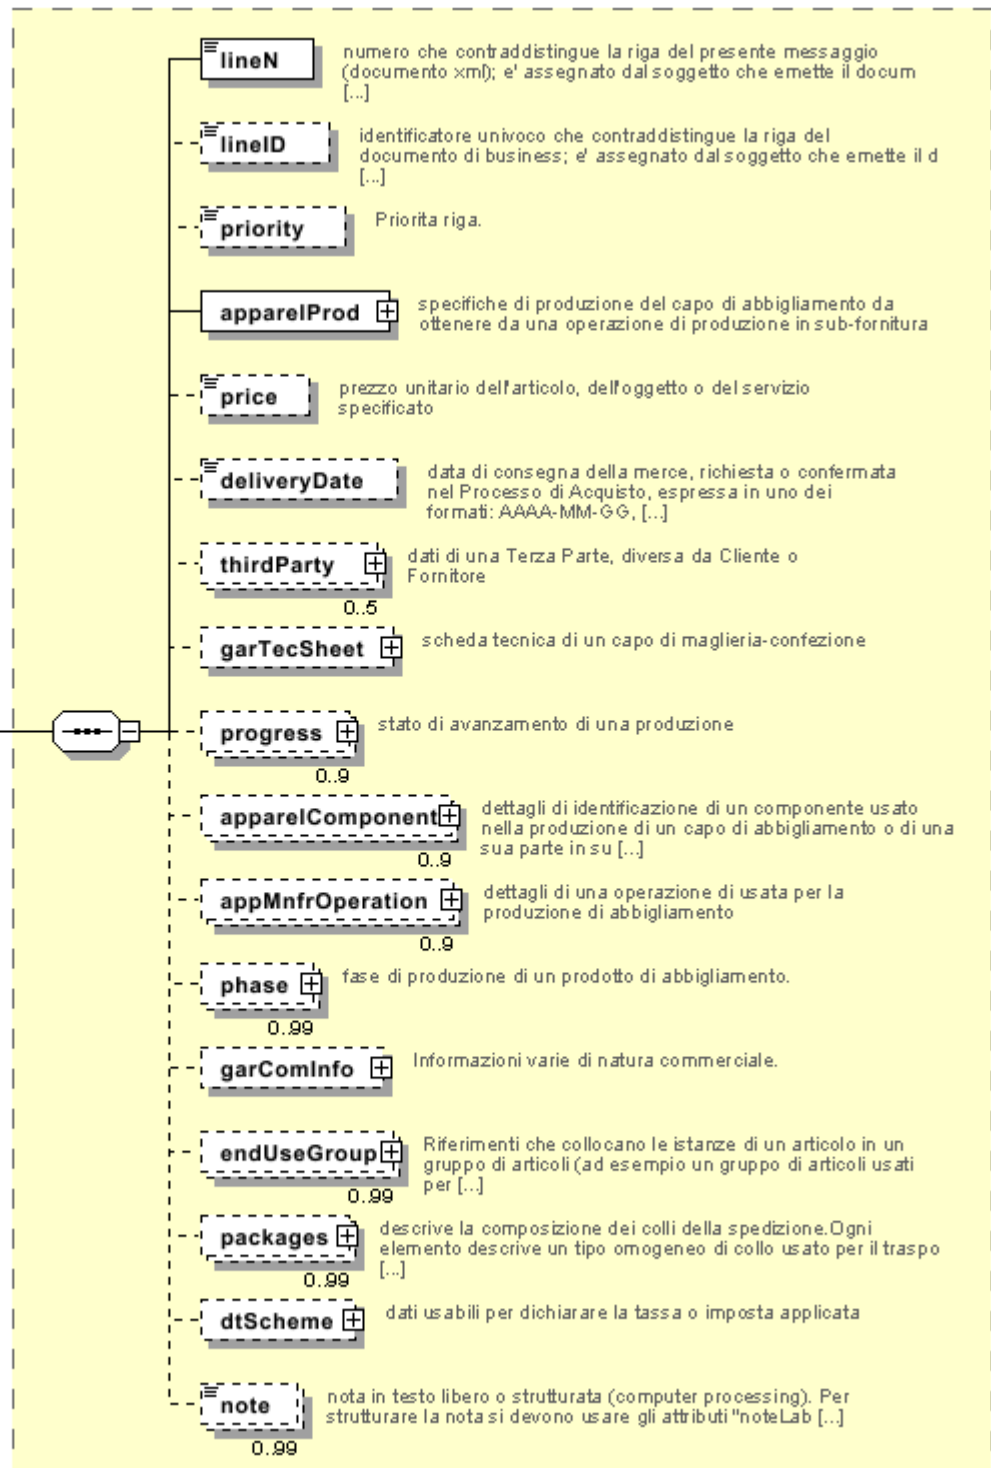 lineN
numero che contraddistingue la riga del presente messaggio
(documento xml); e' assegnato dal soggetto che emette il docum
[...]
lineID
identificatore univoco che contraddistingue la riga del
documento di business; e' assegnato dal soggetto che emette il d
[...]
priority
Priorita riga.
apparelProd
specifiche di produzione del capo di abbigliamento da
ottenere da una operazione di produzione in sub-fornitura
price
prezzo unitario dell'articolo, dell'oggetto o del servizio
specificato
deliveryDate
data di consegna della merce, richiesta o confermata
nel Processo di Acquisto, espressa in uno dei
formati: AAAA-MM-GG, [...]
thirdParty
dati di una Terza Parte, diversa da Cliente o
Fornitore
0..5
garTecSheet
scheda tecnica di un capo di maglieria-confezione
progress
stato di avanzamento di una produzione
0..9
apparelComponent
dettagli di identificazione di un componente usato
nella produzione di un capo di abbigliamento o di una
sua parte in su [...]
0..9
appMnfrOperation
dettagli di una operazione di usata per la
produzione di abbigliamento
0..9
phase
fase di produzione di un prodotto di abbigliamento.
0..99
garComInfo
Informazioni varie di natura commerciale.
endUseGroup
Riferimenti che collocano le istanze di un articolo in un
gruppo di articoli (ad esempio un gruppo di articoli usati
per [...]
0..99
packages
descrive la composizione dei colli della spedizione.Ogni
elemento descrive un tipo omogeneo di collo usato per il traspo
[...]
0..99
dtScheme
dati usabili per dichiarare la tassa o imposta applicata
note
nota in testo libero o strutturata (computer processing). Per
strutturare la nota si devono usare gli attributi "noteLab [...]
0..99